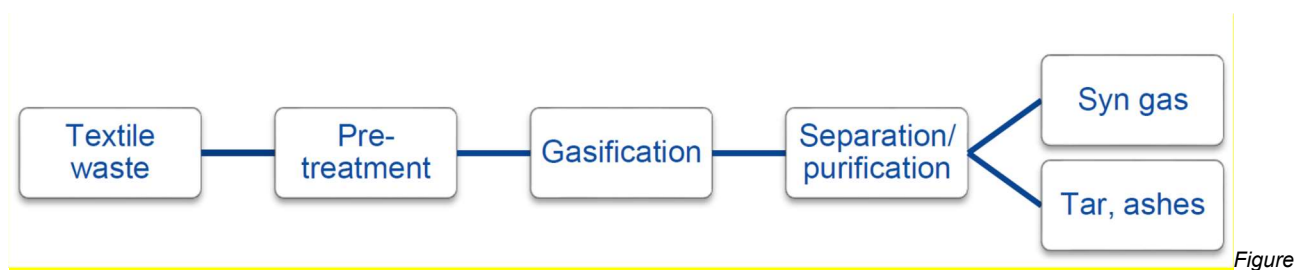 Textile
waste
Pre-
treatment
Gasification
Separation/
purification
Syn gas
Tar, ashes
Figure